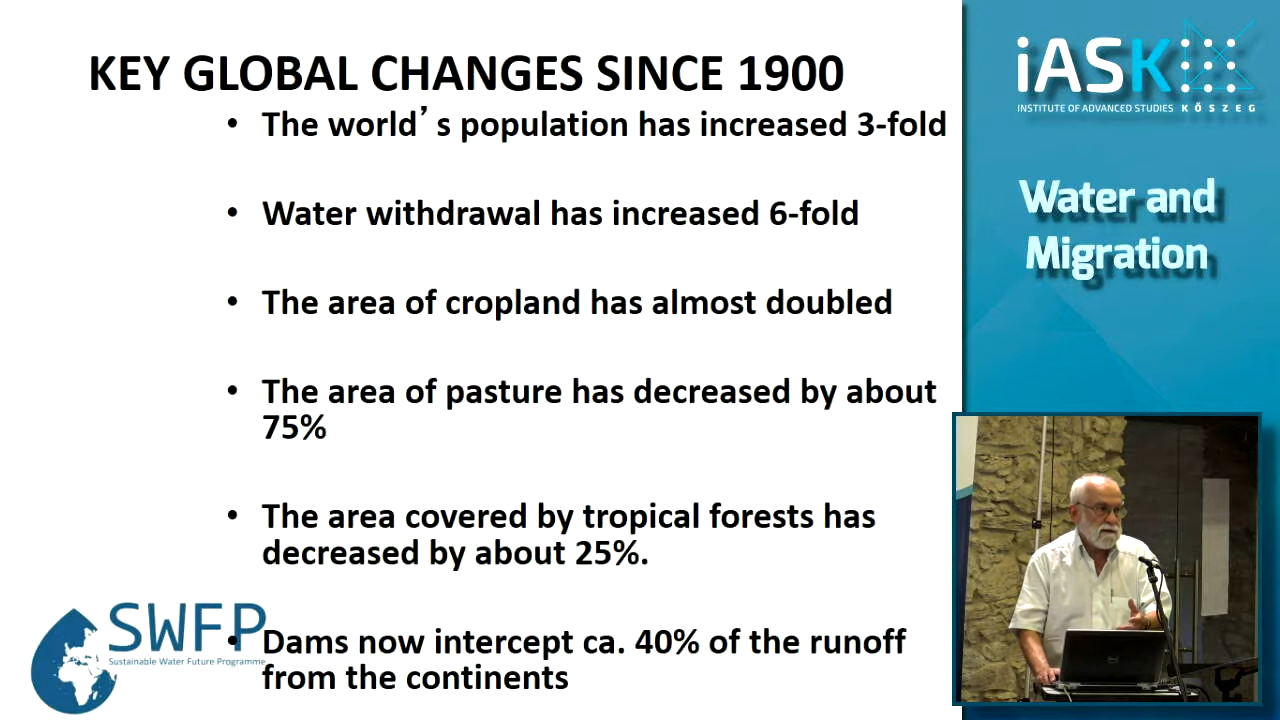 KEY GLOBAL CHANGES SINCE 1900
• The world’s population has increased 3-fold
• Water withdrawal has increased 6-fold
• The area of cropland has almost doubled
• The area of pasture has decreased by about
75%
• The area covered by tropical forests has
decreased by about 25%.
• Dams now intercept ca. 40% of the runoff
from the continents
SWFP
Sustainable Water Future Programme
iASK
INSTITUTE OF ADVANCED STUDIES KŐSZEG
Water and
Migration